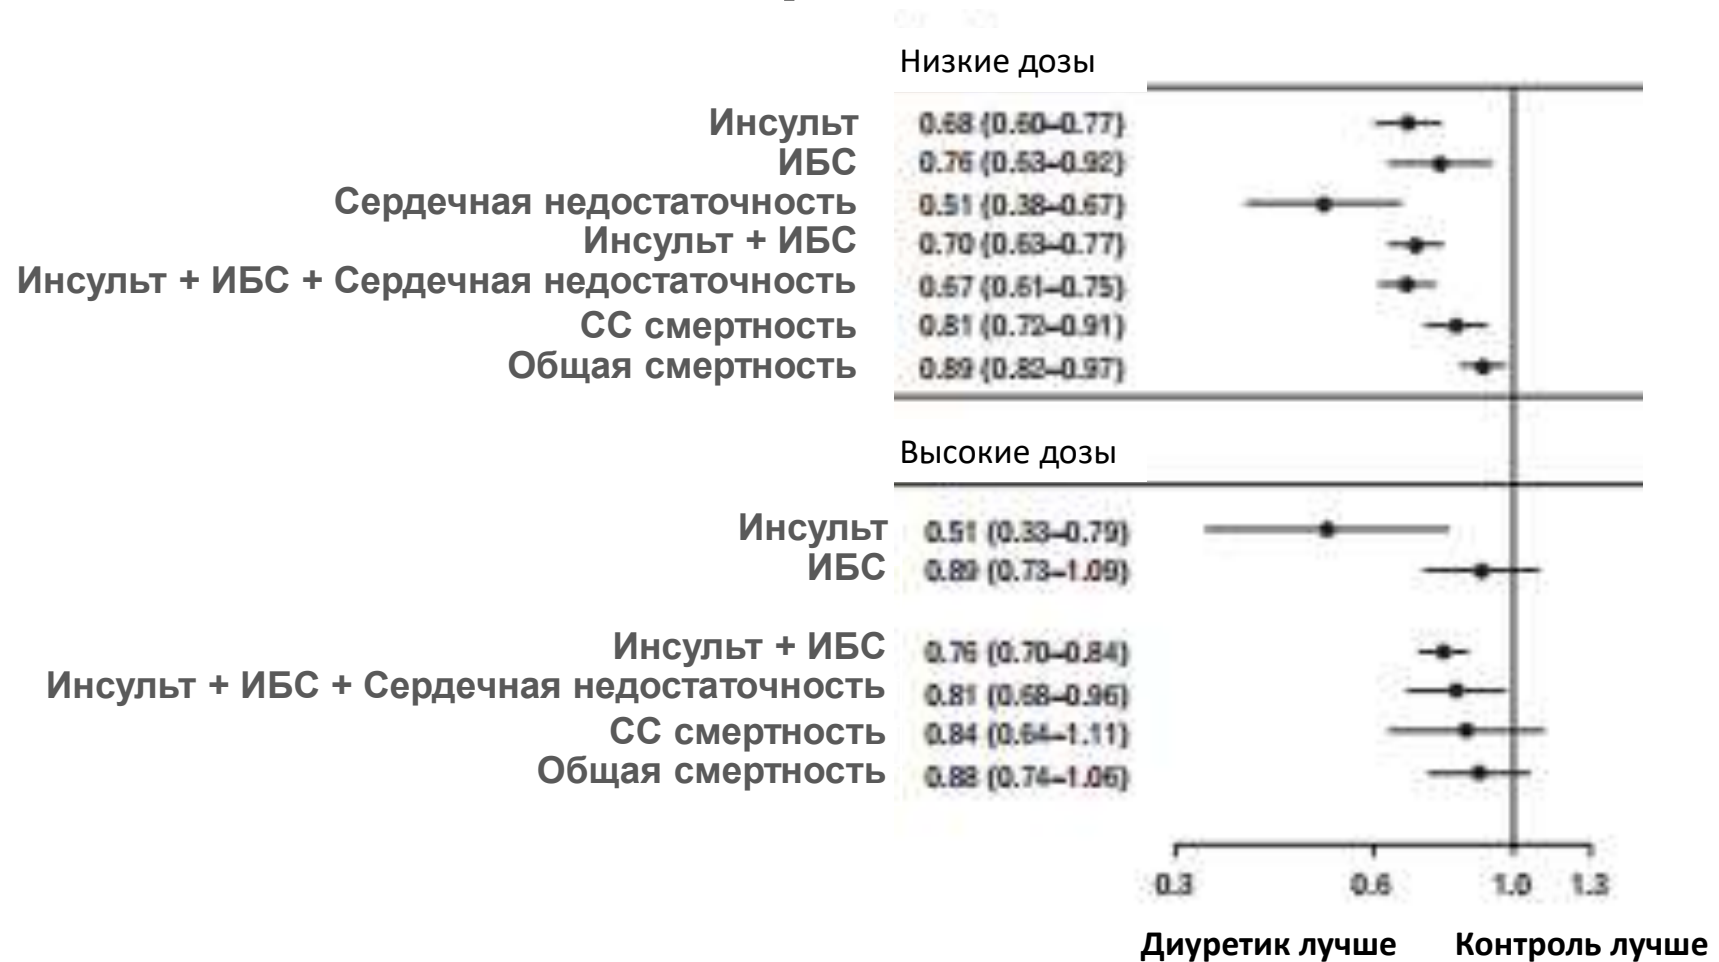 Низкие дозы
Инсульт 0.68 (0.60–0.77)
ИБС 0.76 (0.63–0.92)
Сердечная недостаточность 0.51 (0.38–0.67)
Инсульт + ИБС 0.70 (0.63–0.77)
Инсульт + ИБС + Сердечная недостаточность 0.67 (0.61–0.75)
СС смертность 0.81 (0.72–0.91)
Общая смертность 0.89 (0.82–0.97)
Высокие дозы
Инсульт 0.51 (0.33–0.79)
ИБС 0.89 (0.73–1.09)
Инсульт + ИБС 0.76 (0.70–0.84)
Инсульт + ИБС + Сердечная недостаточность 0.81 (0.68–0.96)
СС смертность 0.84 (0.64–1.11)
Общая смертность 0.88 (0.74–1.06)
0.3 0.6 1.0 1.3
Диуретик лучше Контроль лучше